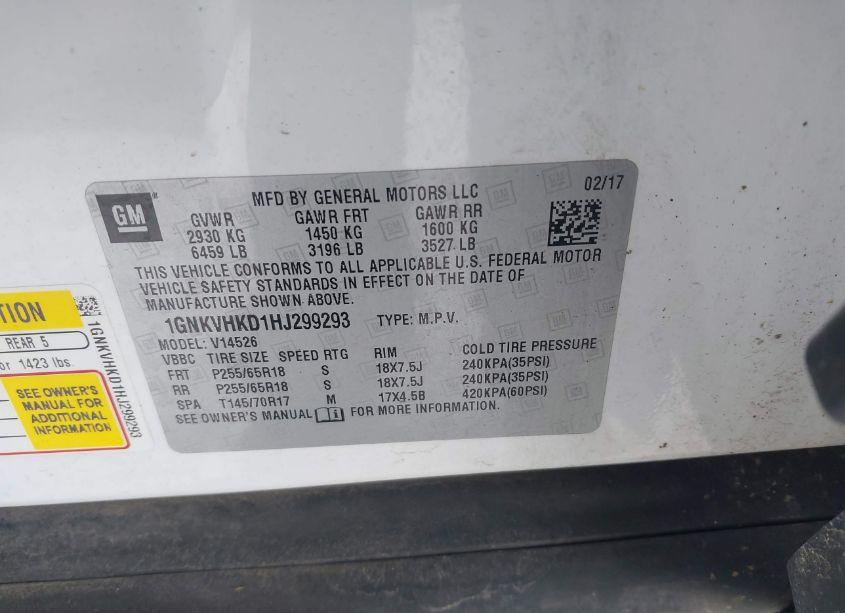 GM
MFD BY GENERAL MOTORS LLC 02/17
GVWR GAWR FRT GAWR RR
2930 KG 1450 KG 1600 KG
6459 LB 3196 LB 3527 LB
THIS VEHICLE CONFORMS TO ALL APPLICABLE U.S. FEDERAL MOTOR
VEHICLE SAFETY STANDARDS IN EFFECT ON THE DATE OF
MANUFACTURE SHOWN ABOVE.
1GNKVHKD1HJ299293 TYPE: M.P.V.
MODEL: V14526
VBBC TIRE SIZE SPEED RTG RIM COLD TIRE PRESSURE
FRT P255/65R18 S 18X7.5J 240KPA(35PSI)
RR P255/65R18 S 18X7.5J 240KPA(35PSI)
SPA T145/70R17 M 17X4.5B 420KPA(60PSI)
SEE OWNER'S MANUAL FOR MORE INFORMATION.
REAR 5
or 1423 lbs.
SEE OWNER'S
MANUAL FOR
ADDITIONAL
INFORMATION
1GNKVHKD1HJ299293